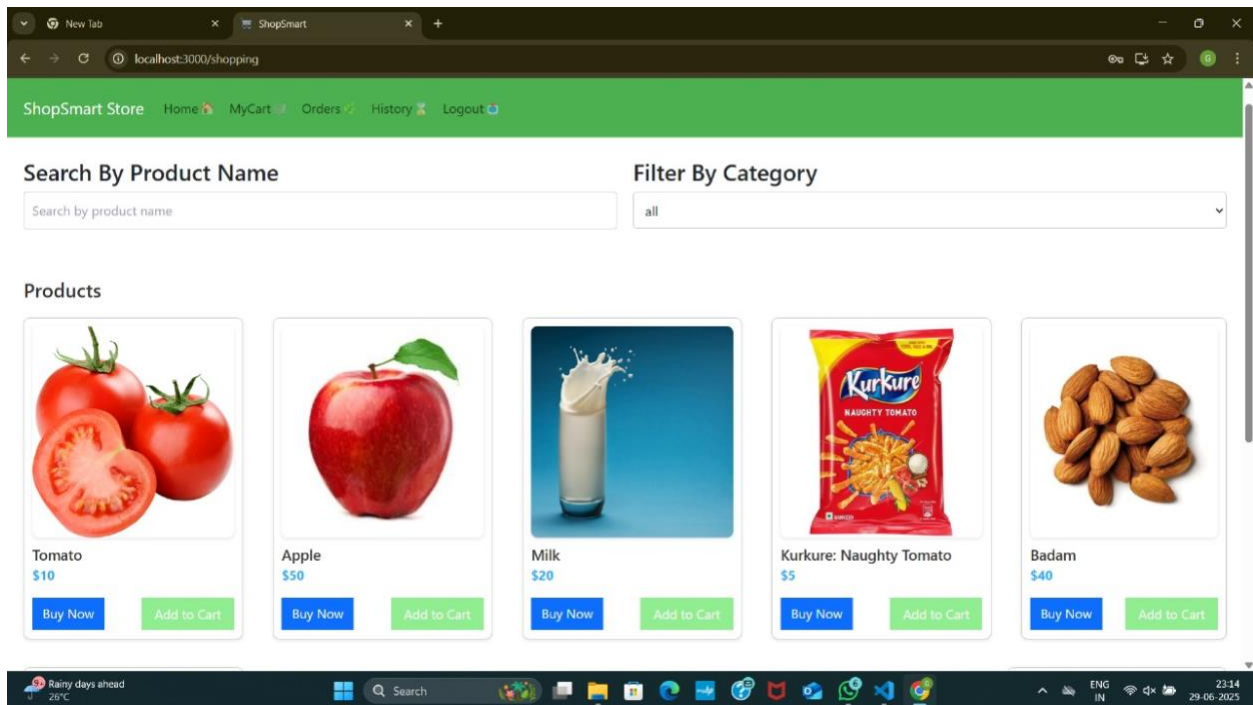 New Tab
ShopSmart
localhost:3000/shopping
G
ShopSmart Store Home MyCart Orders History Logout
Search By Product Name
Filter By Category
Search by product name
all
Products
Kurkure
NAUGHTY TOMATO
Tomato
$10
Buy Now Add to Cart
Apple
$50
Buy Now Add to Cart
Milk
$20
Buy Now Add to Cart
Kurkure: Naughty Tomato
$5
Buy Now Add to Cart
Badam
$40
Buy Now Add to Cart
Rainy days ahead
26°C
Search
ENG
IN
23:14
29-06-2025